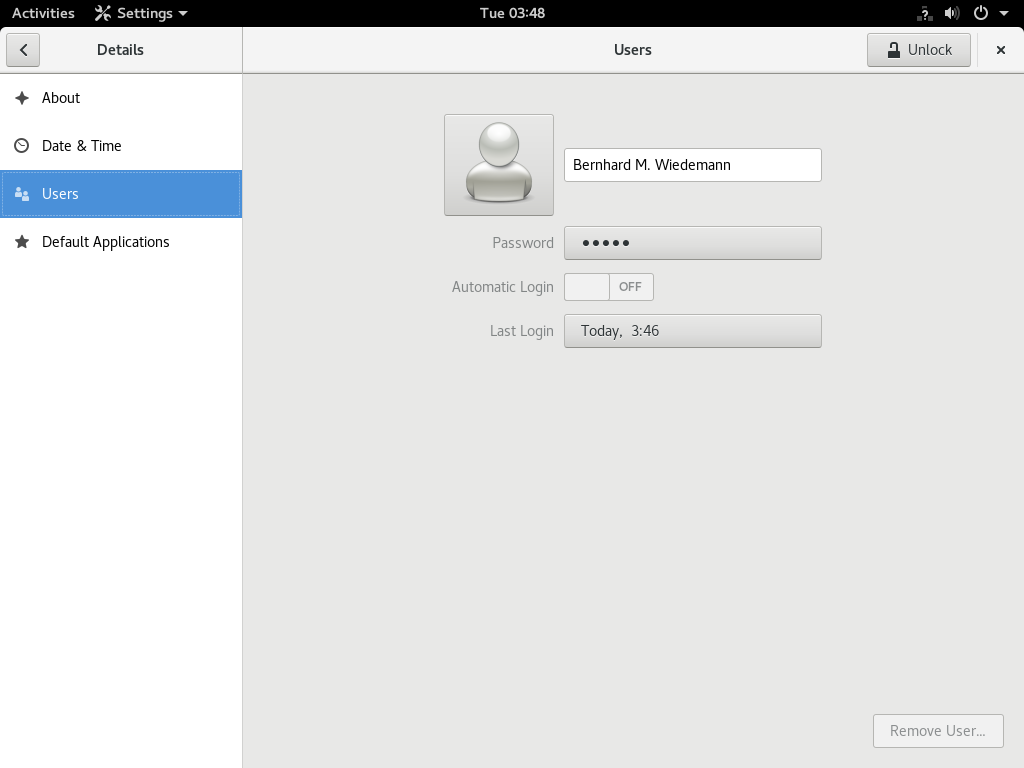 Activities Settings Tue 03:48
Details Users Unlock
About
Date & Time
Users
Default Applications
Bernhard M. Wiedemann
Password •••••
Automatic Login OFF
Last Login Today, 3:46
Remove User...